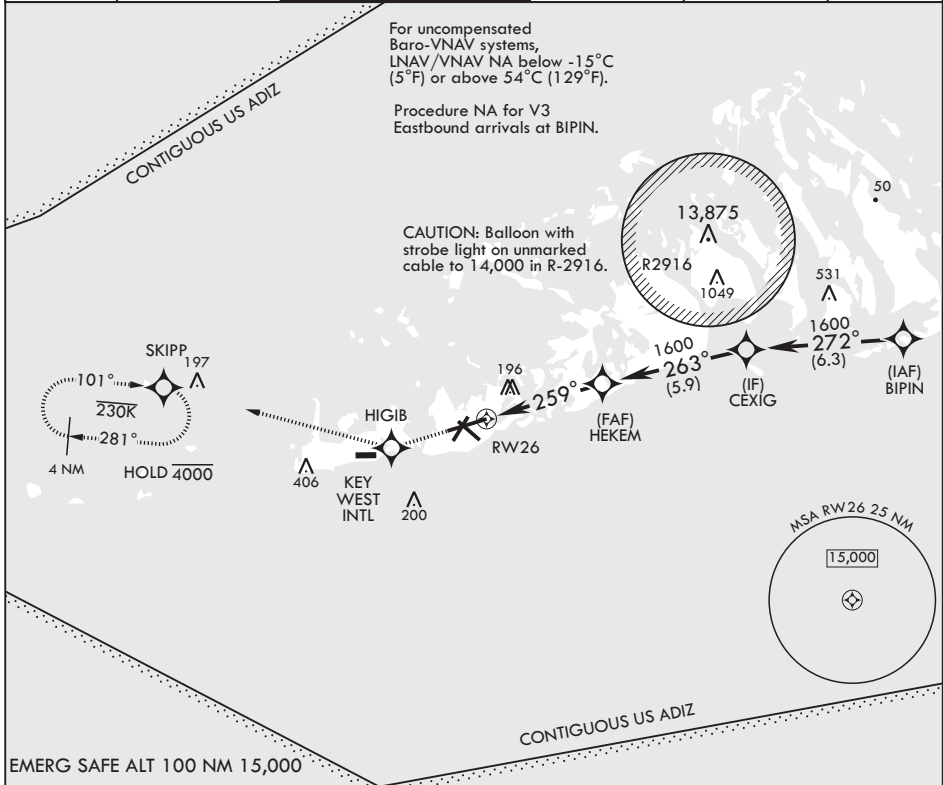 For uncompensated
Baro-VNAV systems,
LNAV/VNAV NA below -15°C
(5°F) or above 54°C (129°F).
CONTIGUOUS US ADIZ
Procedure NA for V3
Eastbound arrivals at BIPIN.
50
13,875
CAUTION: Balloon with
strobe light on unmarked
cable to 14,000 in R-2916.
R2916
1049
531
1600
272°
(6.3)
1600
263°
(5.9)
(IAF)
BIPIN
(IF)
CEXIG
SKIPP
197
101°
230K
281°
4 NM
HOLD 4000
196
259°
(FAF)
HEKEM
HIGIB
RW26
406
KEY
WEST
INTL
200
MSA RW26 25 NM
15,000
CONTIGUOUS US ADIZ
EMERG SAFE ALT 100 NM 15,000